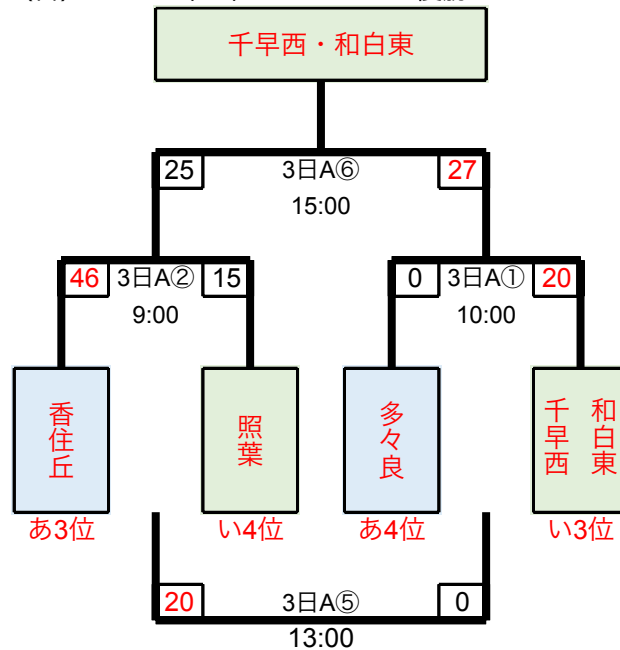 千早西・和白東
25 3日A⑥ 27
15:00
46 3日A② 15 0 3日A① 20
9:00 10:00
香住丘 照葉 多々良 千早西 和白東
あ3位 い4位 あ4位 い3位
20 3日A⑤ 0
13:00